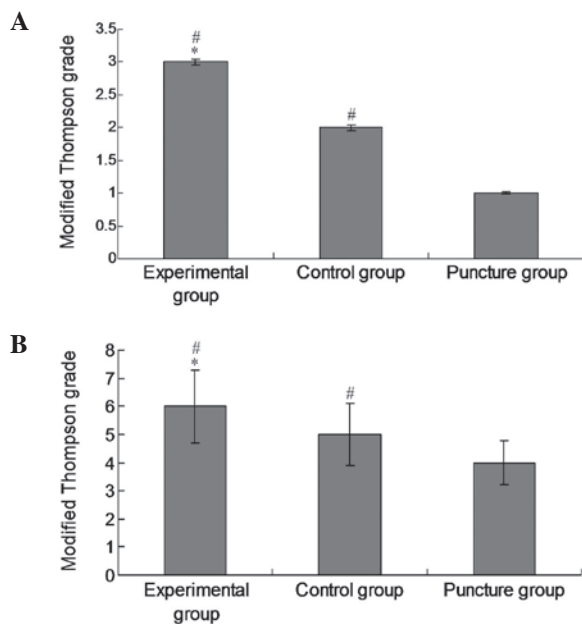 A
Modified Thompson grade
3.5
3
2.5
2
1.5
1
0.5
0
#
*
#
Experimental group
Control group
Puncture group
B
Modified Thompson grade
8
7
6
5
4
3
2
1
0
#
*
#
Experimental group
Control group
Puncture group